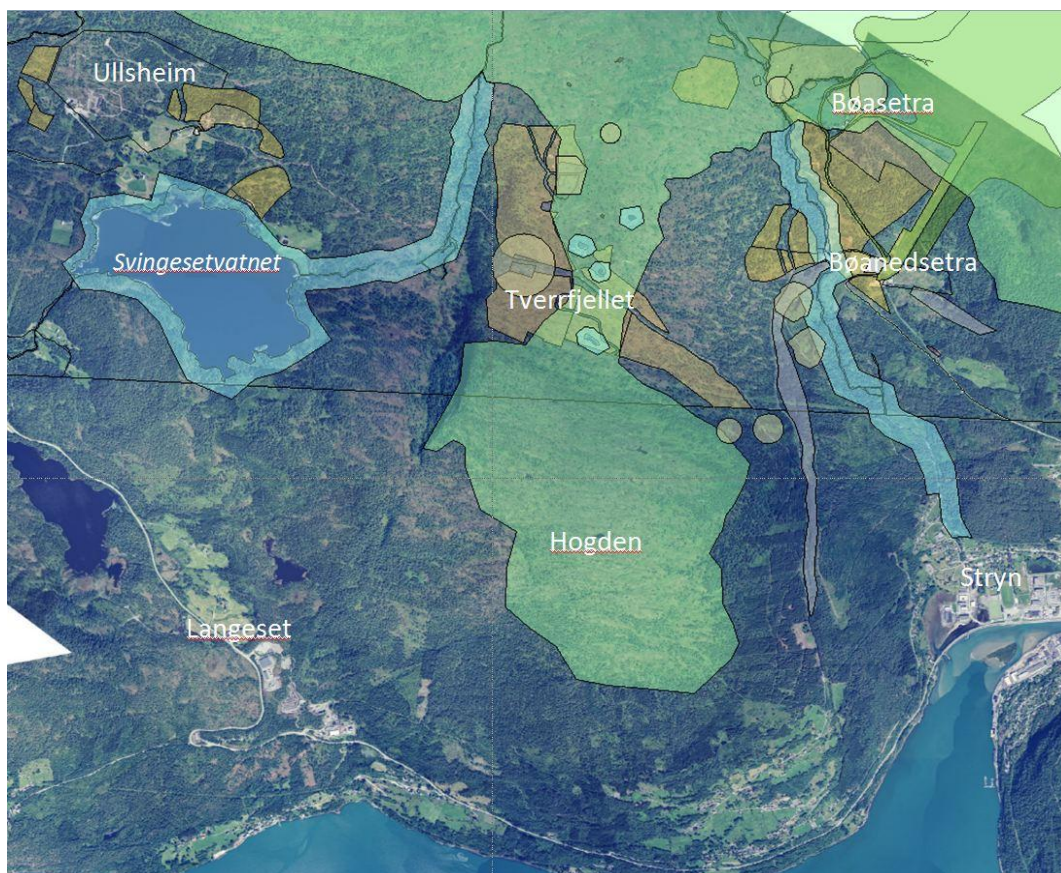 Ullsheim
Bøasetra
Svingesetvatnet
Bøanedsetra
Tverrfjellet
Hogden
Stryn
Langeset